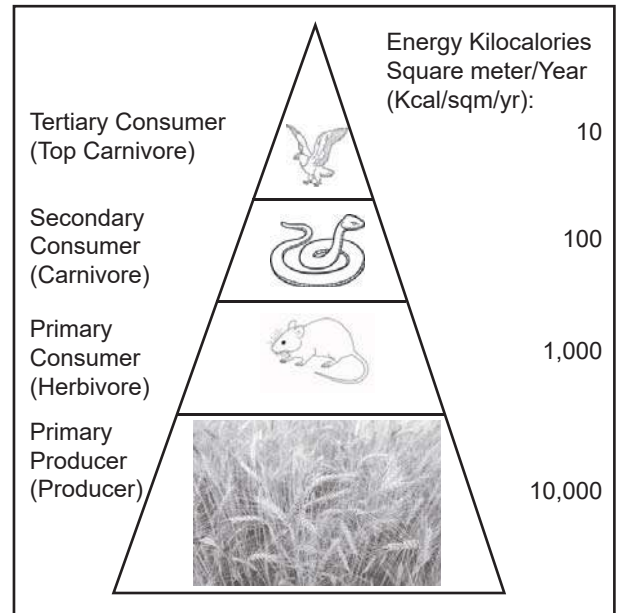 Energy Kilocalories
Square meter/Year
(Kcal/sqm/yr):
Tertiary Consumer
(Top Carnivore)
10
Secondary
Consumer
(Carnivore)
100
Primary
Consumer
(Herbivore)
1,000
Primary
Producer
(Producer)
10,000